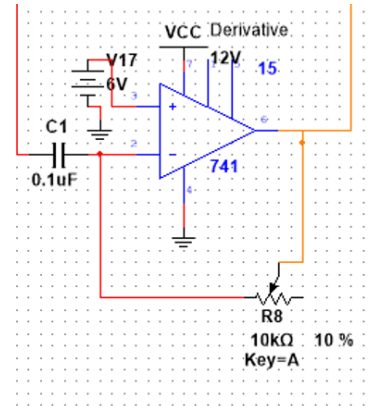 VCC Derivative
V17
12V
15
6V
7
3
+
6
C1
2
-
741
0.1uF
4
R8
10kΩ 10 %
Key=A